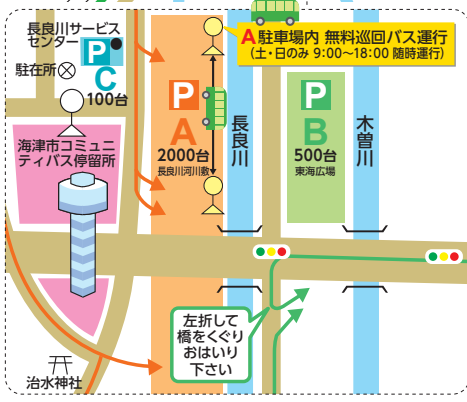 長良川サービス
センター
P
C
駐在所
100台
海津市コミュニ
ティバス停留所
A駐車場内 無料巡回バス運行
(土・日のみ 9:00〜18:00 随時運行)
P
A
2000台
長良川河川敷
長良川
P
B
500台
東海広場
木曽川
左折して
橋をくぐり
おはいり
下さい
治水神社